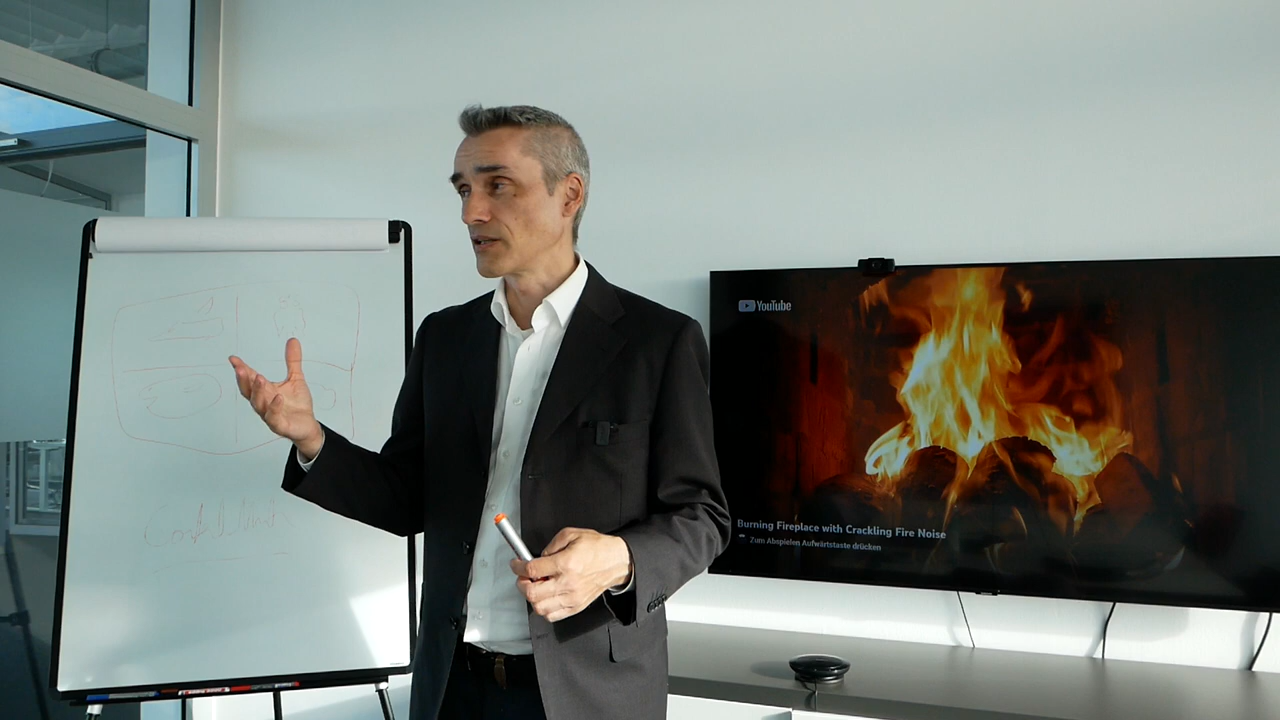 YouTube
Burning Fireplace with Crackling Fire Noise
Zum Abspielen Aufwärtstaste drücken